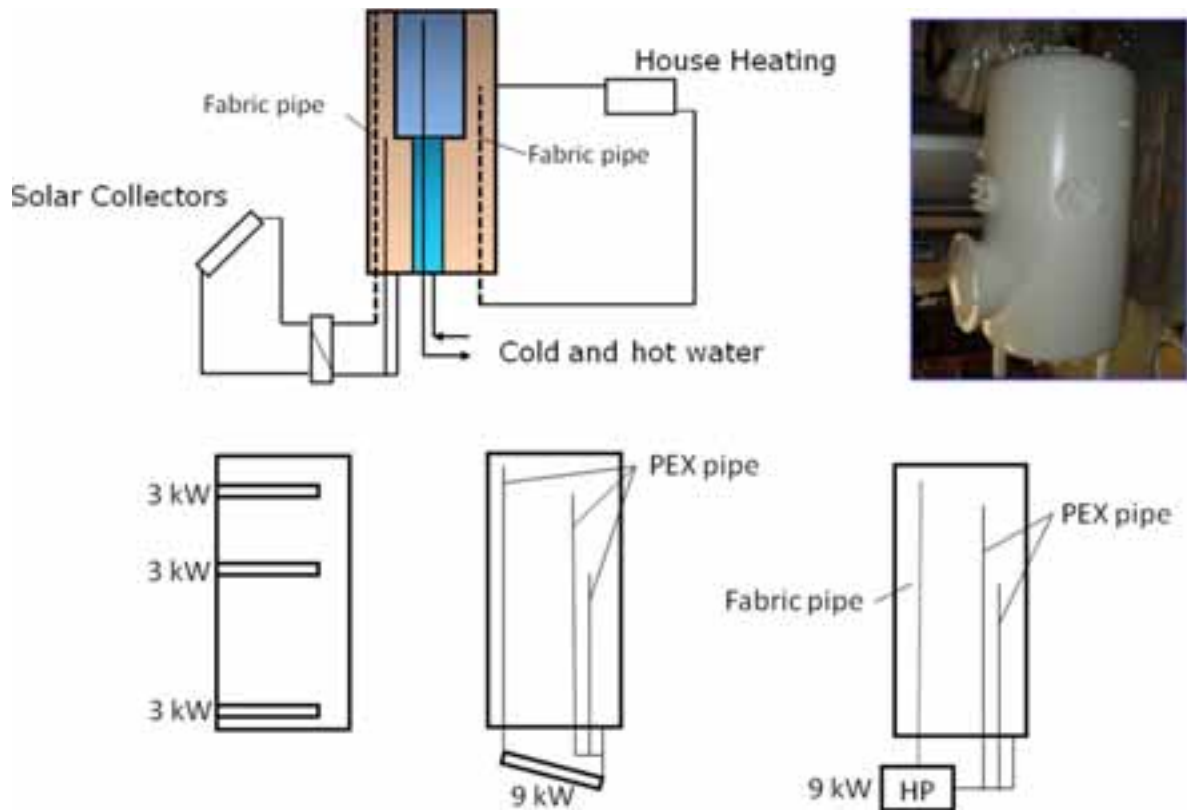 House Heating
Fabric pipe
Fabric pipe
Solar Collectors
Cold and hot water
3 kW
3 kW
3 kW
PEX pipe
9 kW
PEX pipe
Fabric pipe
9 kW
HP